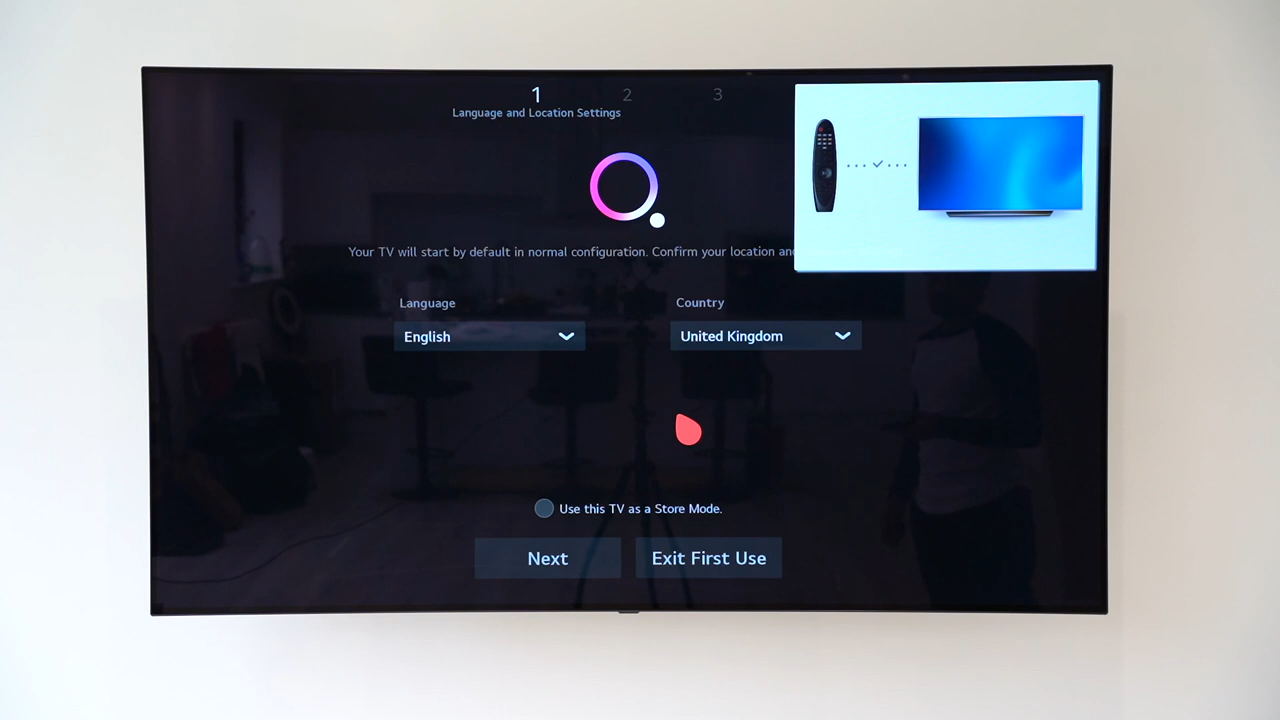 1 2 3
Language and Location Settings
Your TV will start by default in normal configuration. Confirm your location and
Language Country
English United Kingdom
Use this TV as a Store Mode.
Next Exit First Use